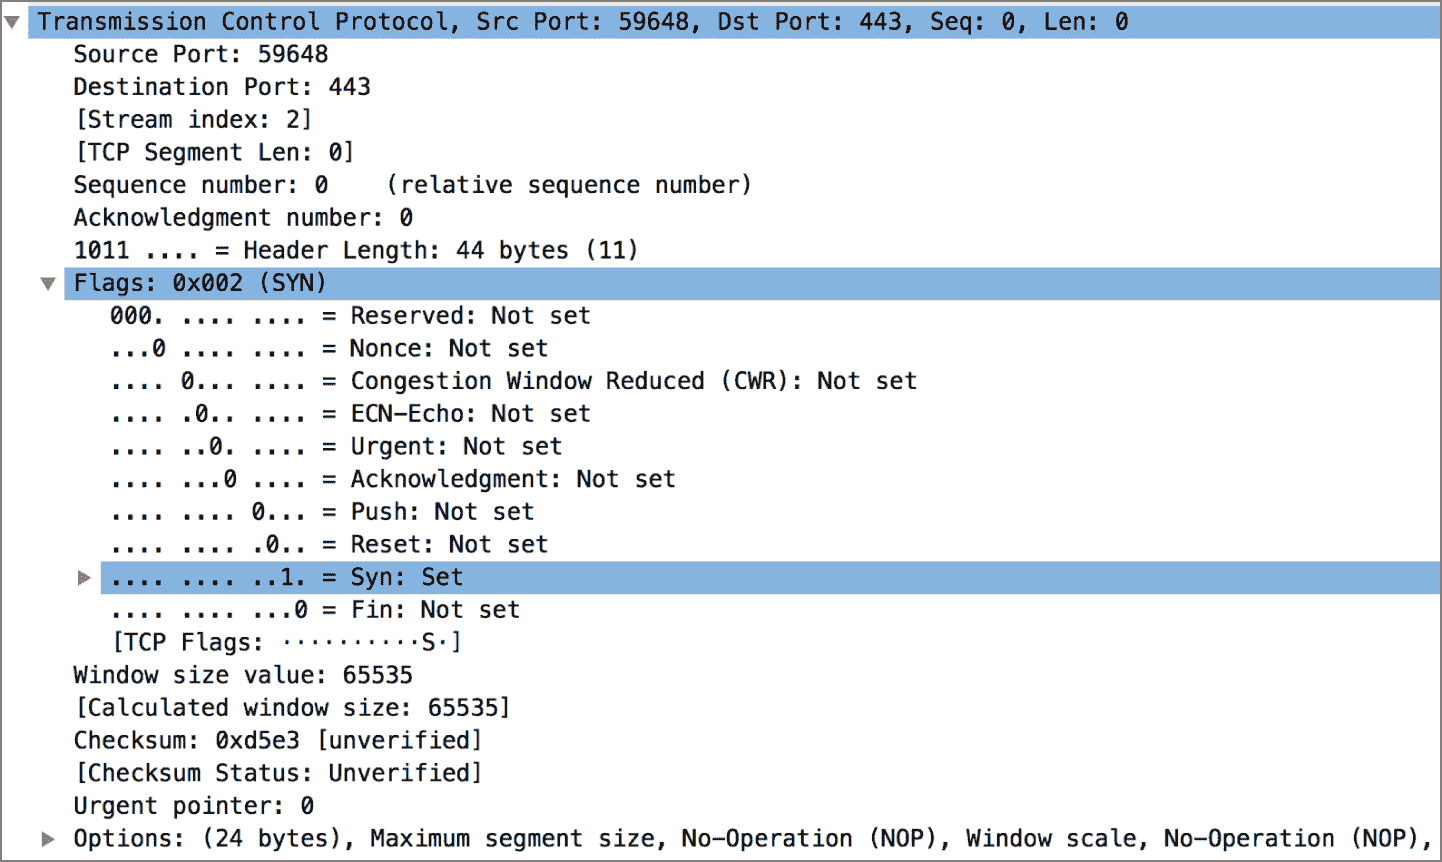 Transmission Control Protocol, Src Port: 59648, Dst Port: 443, Seq: 0, Len: 0
Source Port: 59648
Destination Port: 443
[Stream index: 2]
[TCP Segment Len: 0]
Sequence number: 0    (relative sequence number)
Acknowledgment number: 0
1011 .... = Header Length: 44 bytes (11)
Flags: 0x002 (SYN)
000. .... .... = Reserved: Not set
...0 .... .... = Nonce: Not set
.... 0... .... = Congestion Window Reduced (CWR): Not set
.... .0.. .... = ECN-Echo: Not set
.... ..0. .... = Urgent: Not set
.... ...0 .... = Acknowledgment: Not set
.... .... 0... = Push: Not set
.... .... .0.. = Reset: Not set
.... .... ..1. = Syn: Set
.... .... ...0 = Fin: Not set
[TCP Flags: ··········S·]
Window size value: 65535
[Calculated window size: 65535]
Checksum: 0xd5e3 [unverified]
[Checksum Status: Unverified]
Urgent pointer: 0
Options: (24 bytes), Maximum segment size, No-Operation (NOP), Window scale, No-Operation (NOP),